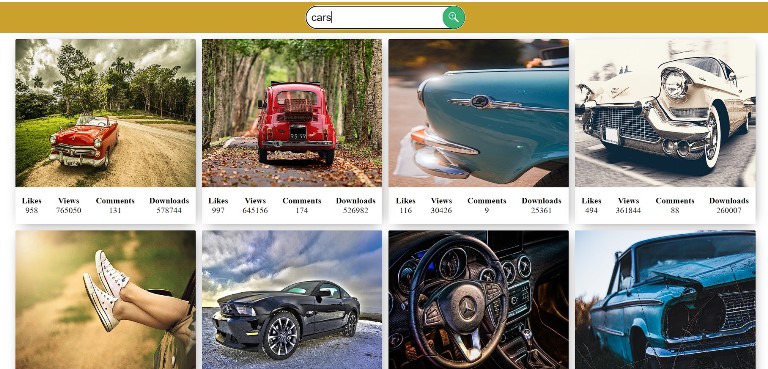 cars
Likes Views Comments Downloads
958 765050 131 578744
Likes Views Comments Downloads
997 645156 174 526982
Likes Views Comments Downloads
116 30426 9 25361
Likes Views Comments Downloads
494 361844 88 260007